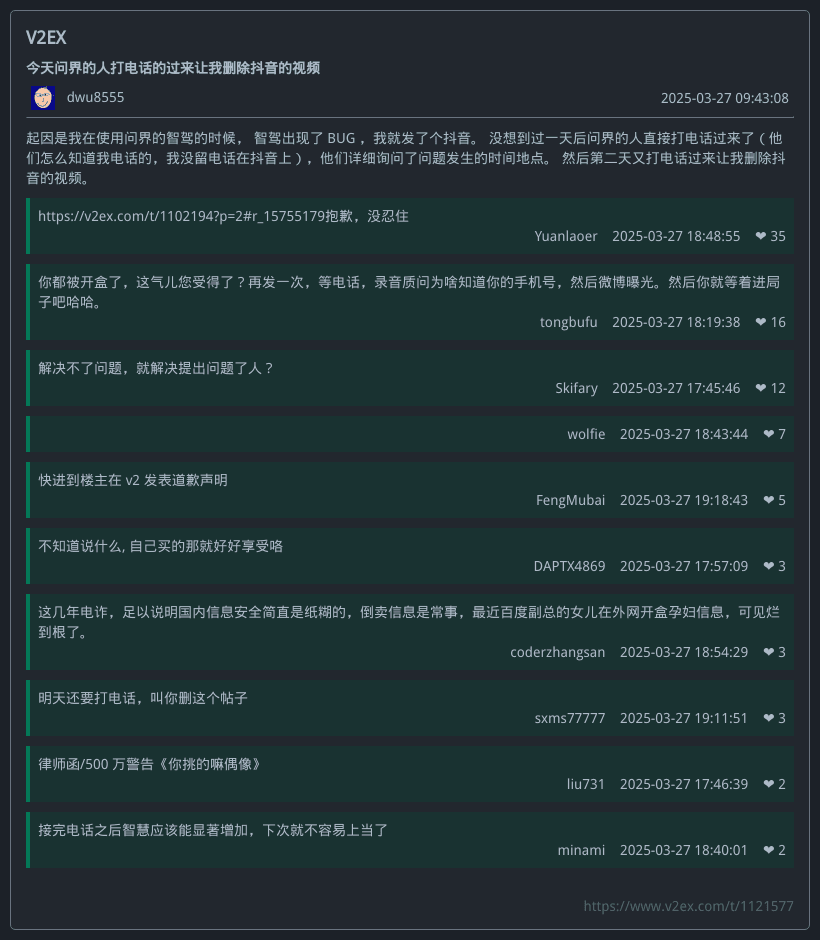 V2EX
今天问界的人打电话的过来让我删除抖音的视频
dwu8555 2025-03-27 09:43:08
起因是我在使用问界的智驾的时候， 智驾出现了 BUG ，我就发了个抖音。 没想到过一天后问界的人直接打电话过来了（ 他
们怎么知道我电话的，我没留电话在抖音上 ），他们详细询问了问题发生的时间地点。 然后第二天又打电话过来让我删除抖
音的视频。
https://v2ex.com/t/1102194?p=2#r_15755179抱歉，没忍住
Yuanlaoer 2025-03-27 18:48:55 ❤ 35
你都被开盒了，这气儿您受得了？再发一次，等电话，录音质问为啥知道你的手机号，然后微博曝光。然后你就等着进局
子吧哈哈。
tongbufu 2025-03-27 18:19:38 ❤ 16
解决不了问题，就解决提出问题了人？
Skifary 2025-03-27 17:45:46 ❤ 12
wolfie 2025-03-27 18:43:44 ❤ 7
快进到楼主在 v2 发表道歉声明
FengMubai 2025-03-27 19:18:43 ❤ 5
不知道说什么, 自己买的那就好好享受咯
DAPTX4869 2025-03-27 17:57:09 ❤ 3
这几年电诈，足以说明国内信息安全简直是纸糊的，倒卖信息是常事，最近百度副总的女儿在外网开盒孕妇信息，可见烂
到根了。
coderzhangsan 2025-03-27 18:54:29 ❤ 3
明天还要打电话，叫你删这个帖子
sxms77777 2025-03-27 19:11:51 ❤ 3
律师函/500 万警告《你挑的嘛偶像》
liu731 2025-03-27 17:46:39 ❤ 2
接完电话之后智慧应该能显著增加，下次就不容易上当了
minami 2025-03-27 18:40:01 ❤ 2
https://www.v2ex.com/t/1121577